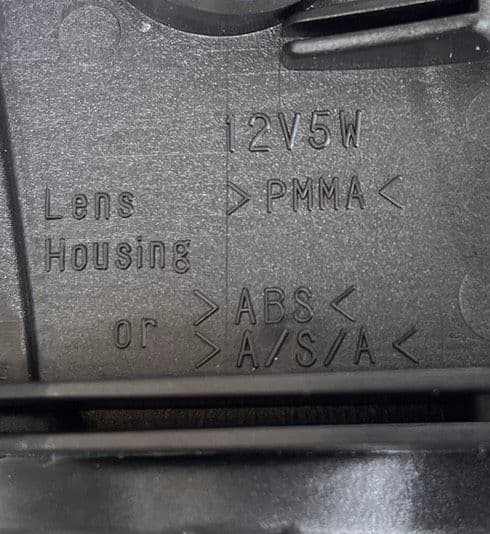 12V5W
Lens >PMMA<
Housing
>ABS<
or >A/S/A<